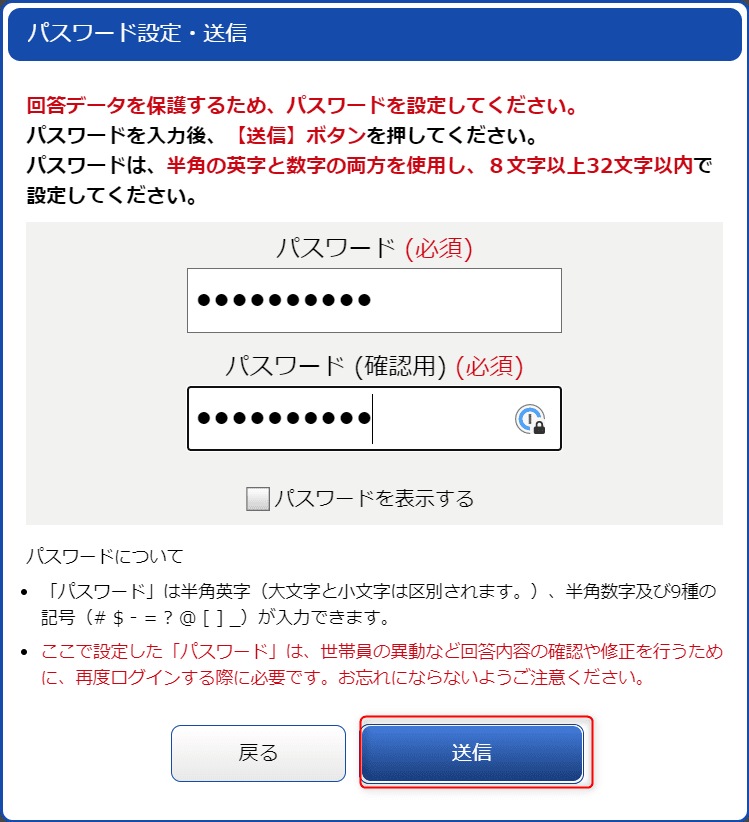 パスワード設定・送信
回答データを保護するため、パスワードを設定してください。
パスワードを入力後、【送信】ボタンを押してください。
パスワードは、半角の英字と数字の両方を使用し、８文字以上32文字以内で
設定してください。
パスワード (必須)
●●●●●●●●●●
パスワード (確認用) (必須)
●●●●●●●●●●
パスワードを表示する
パスワードについて
• 「パスワード」は半角英字（大文字と小文字は区別されます。）、半角数字及び9種の
記号（# $ - = ? @ [ ] _）が入力できます。
• ここで設定した「パスワード」は、世帯員の異動など回答内容の確認や修正を行うため
に、再度ログインする際に必要です。お忘れにならないようご注意ください。
戻る
送信